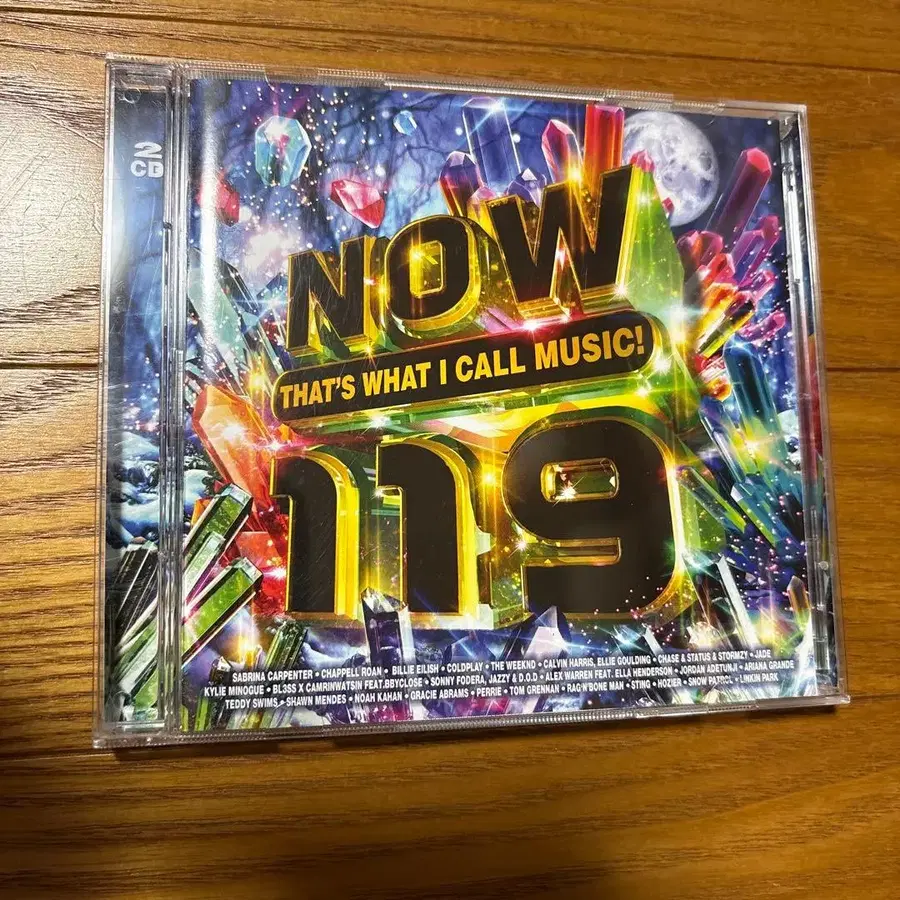 2
CD
NOW
THAT'S WHAT I CALL MUSIC!
119
SABRINA CARPENTER • CHAPPELL ROAN • BILLIE EILISH • COLDPLAY • THE WEEKND • CALVIN HARRIS, ELLIE GOULDING • CHASE & STATUS & STORMZY • JADE
KYLIE MINOGUE • BL3SS X CAMRINWATSIN FEAT.BBYCLOSE • SONNY FODERA, JAZZY & D.O.D • ALEX WARREN FEAT. ELLA HENDERSON • JORDAN ADETUNJI • ARIANA GRANDE
TEDDY SWIMS • SHAWN MENDES • NOAH KAHAN • GRACIE ABRAMS • PERRIE • TOM GRENNAN • RAG'N'BONE MAN • STING • HOZIER • SNOW PATROL • LINKIN PARK